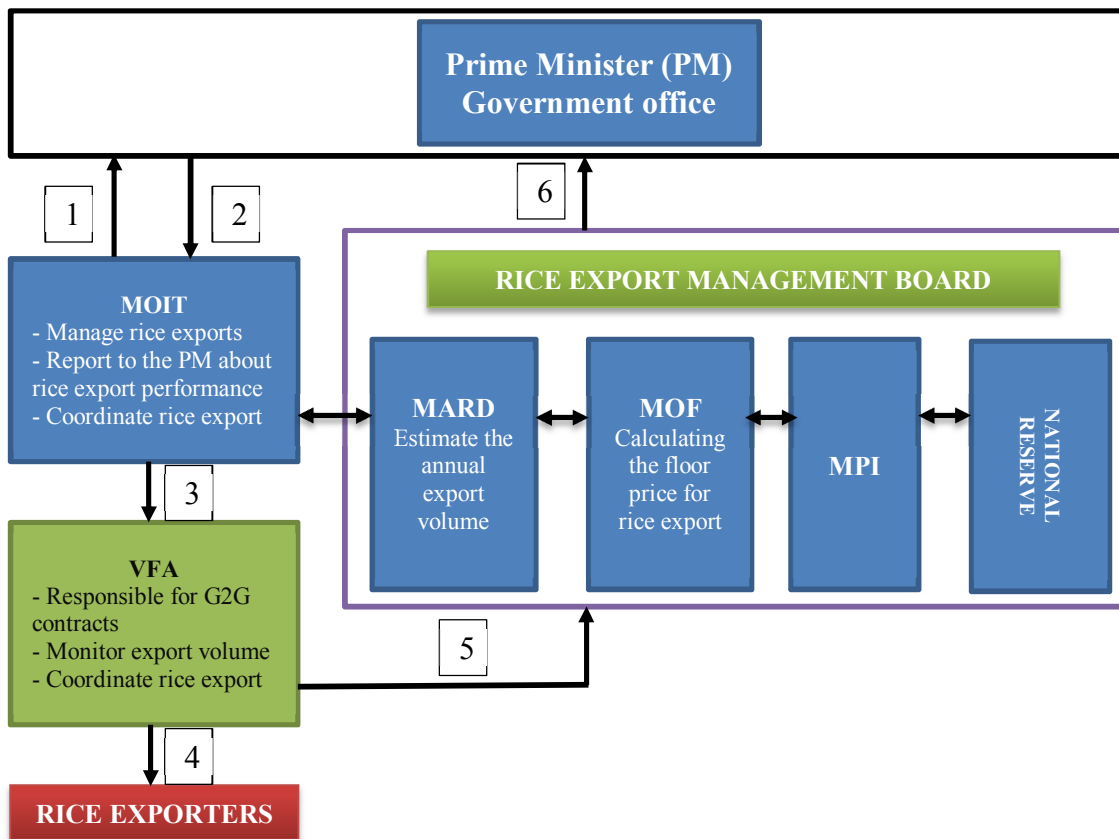 Prime Minister (PM)
Government office
1
2
6
MOIT
- Manage rice exports
- Report to the PM about
rice export performance
- Coordinate rice export
RICE EXPORT MANAGEMENT BOARD
MARD
Estimate the
annual
export
volume
MOF
Calculating
the floor
price for
rice export
MPI
NATIONAL
RESERVE
3
VFA
- Responsible for G2G
contracts
- Monitor export volume
- Coordinate rice export
5
4
RICE EXPORTERS